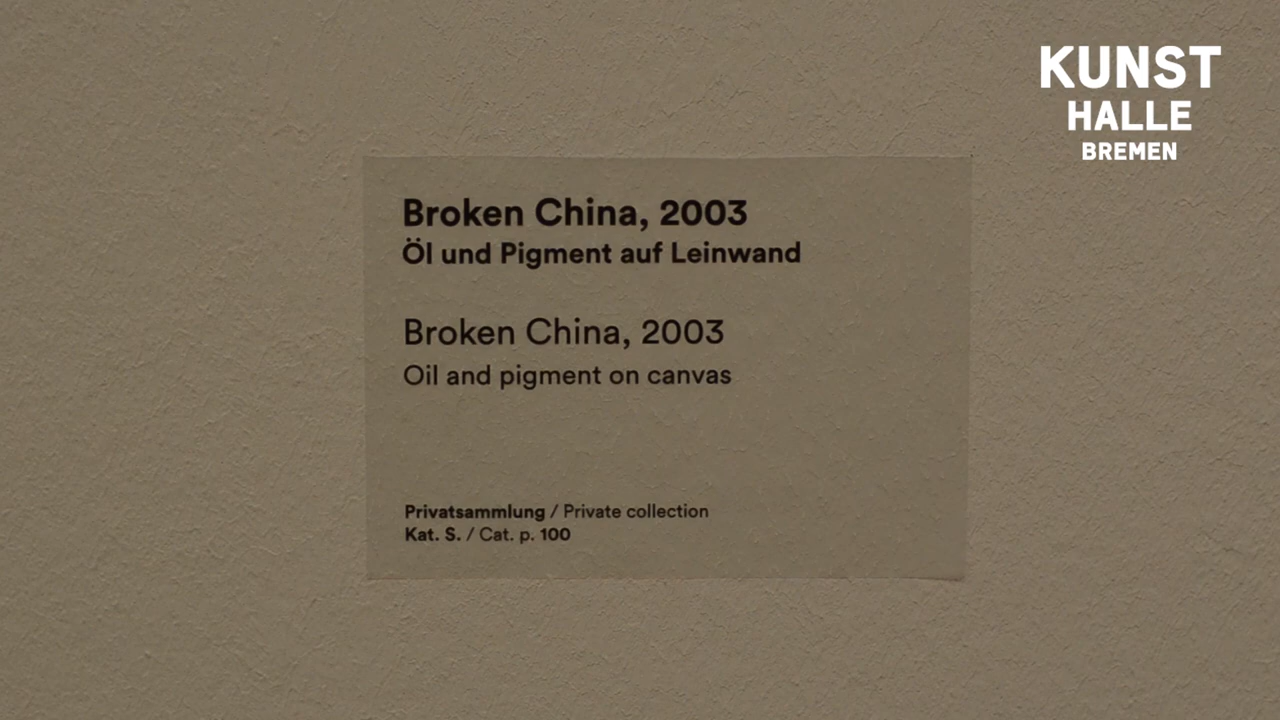 KUNST
HALLE
BREMEN
Broken China, 2003
Öl und Pigment auf Leinwand
Broken China, 2003
Oil and pigment on canvas
Privatsammlung / Private collection
Kat. S. / Cat. p. 100